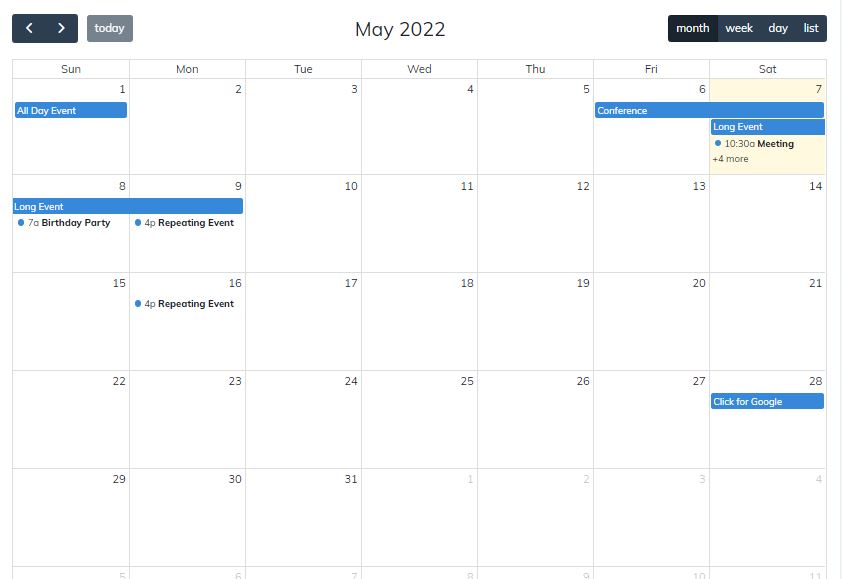 today
May 2022
month week day list
Sun Mon Tue Wed Thu Fri Sat
1 2 3 4 5 6 7
All Day Event
Conference
Long Event
10:30a Meeting
+4 more
8 9 10 11 12 13 14
Long Event
7a Birthday Party
4p Repeating Event
15 16 17 18 19 20 21
4p Repeating Event
22 23 24 25 26 27 28
Click for Google
29 30 31 1 2 3 4
5 6 7 8 9 10 11